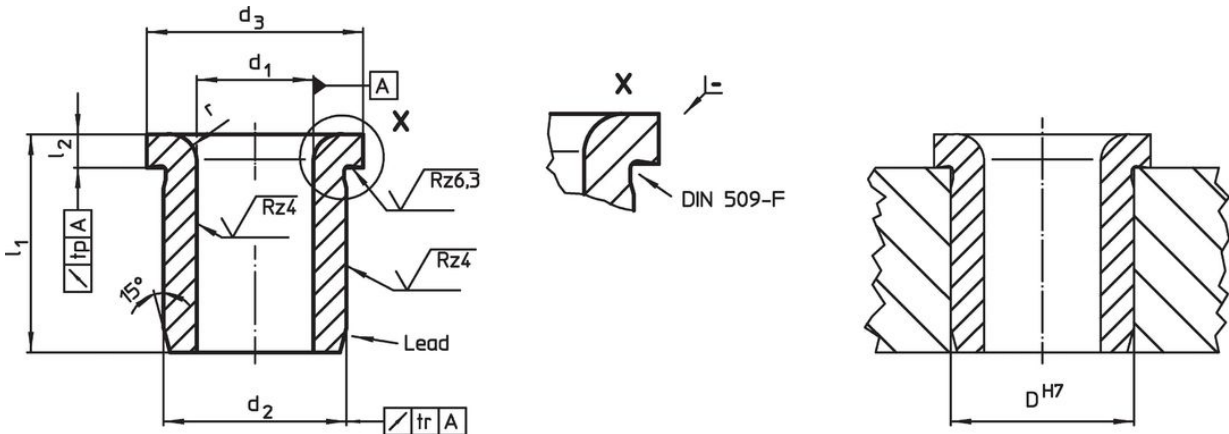 d3
d1
A
r
X
X
l2
Rz6,3
DIN 509-F
Rz4
l1
tp A
Rz4
15°
Lead
d2
tr A
D H7